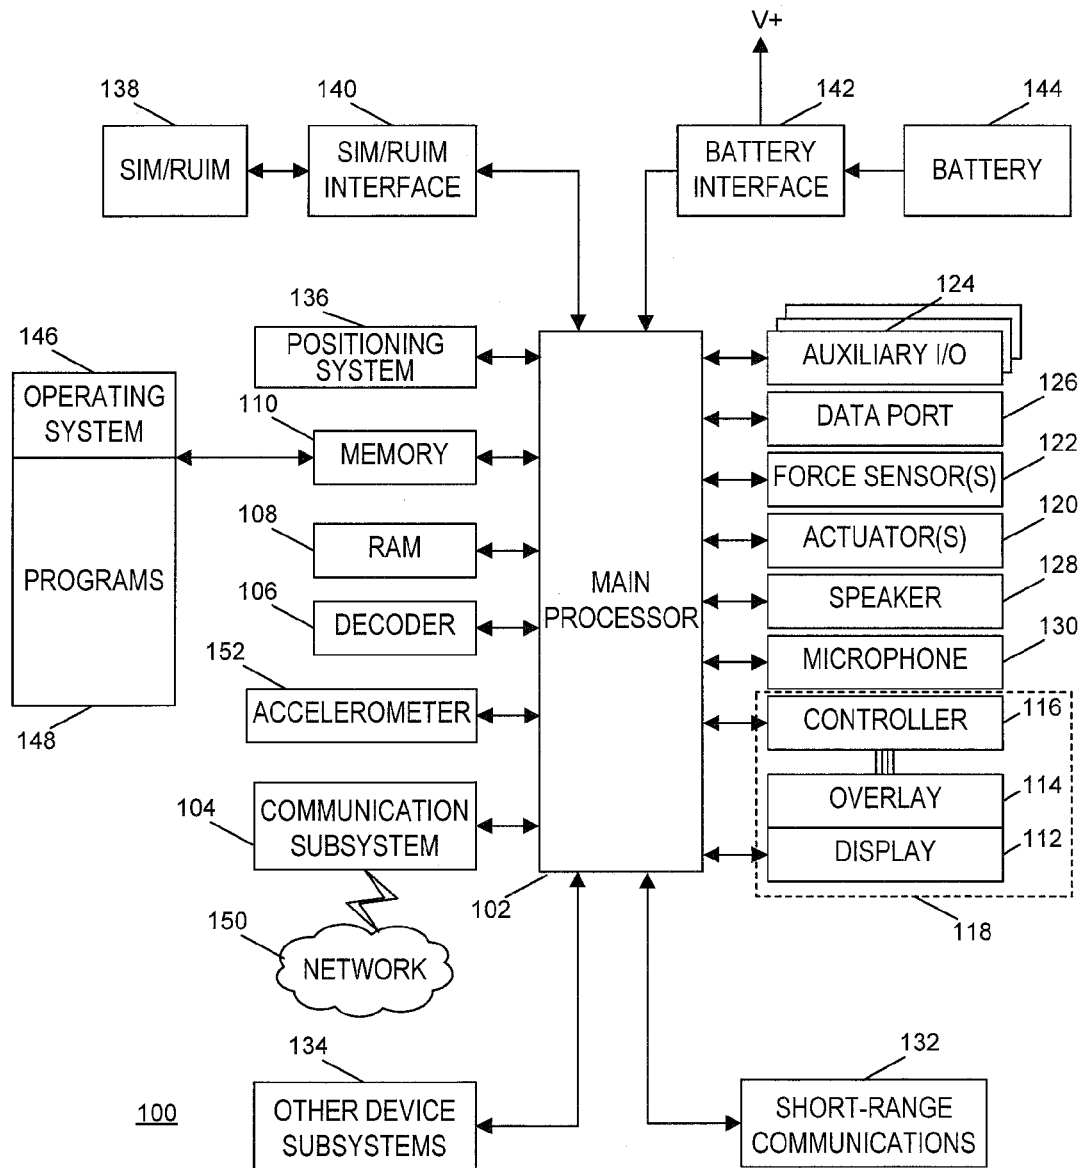 V+
138
140
142
144
SIM/RUIM
SIM/RUIM
INTERFACE
BATTERY
INTERFACE
BATTERY
136
124
146
POSITIONING
SYSTEM
AUXILIARY I/O
OPERATING
SYSTEM
110
126
MEMORY
DATA PORT
122
FORCE SENSOR(S)
108
120
RAM
ACTUATOR(S)
PROGRAMS
MAIN
PROCESSOR
106
128
DECODER
SPEAKER
152
130
MICROPHONE
ACCELEROMETER
CONTROLLER
116
148
104
COMMUNICATION
SUBSYSTEM
OVERLAY
114
DISPLAY
112
102
118
150
NETWORK
134
132
100
OTHER DEVICE
SUBSYSTEMS
SHORT-RANGE
COMMUNICATIONS